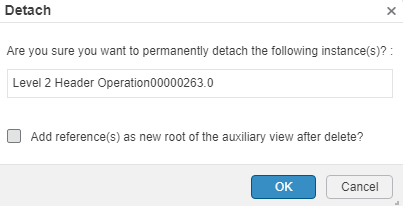 Detach
Are you sure you want to permanently detach the following instance(s)? :
Level 2 Header Operation00000263.0
Add reference(s) as new root of the auxiliary view after delete?
OK
Cancel